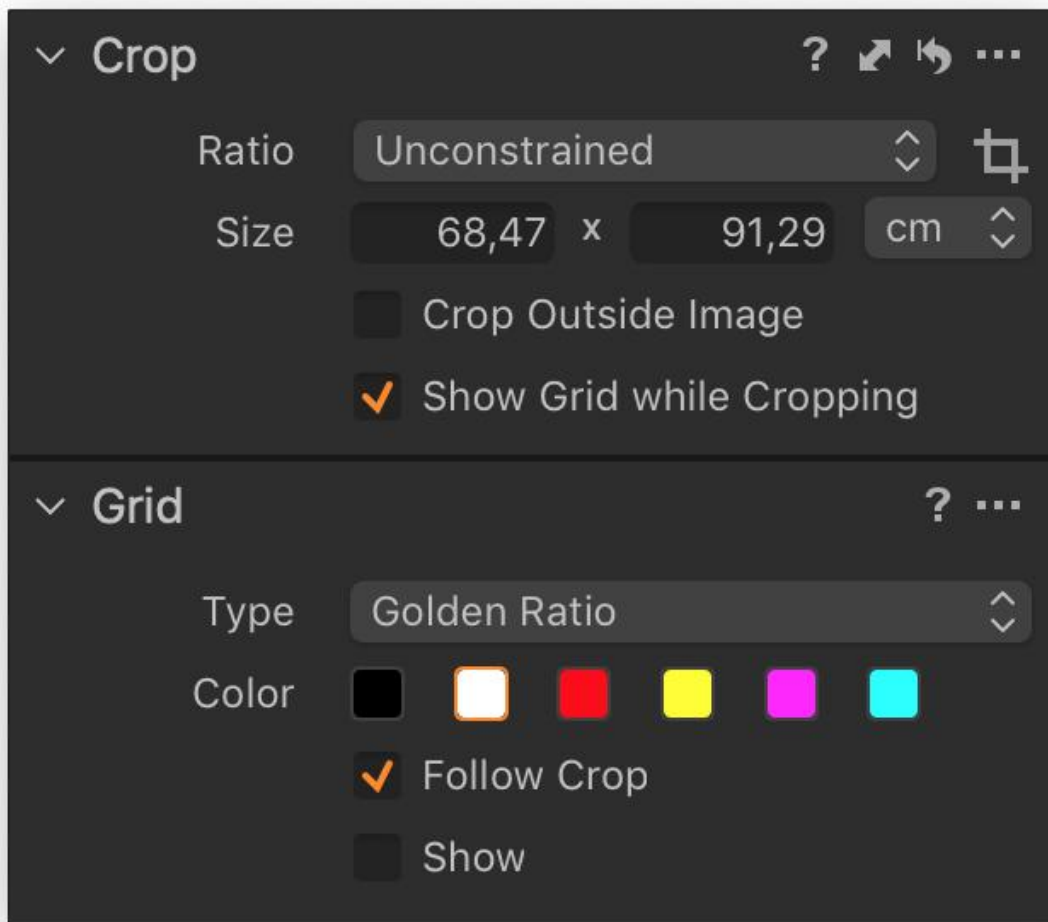 Crop ? ...
Ratio Unconstrained
Size 68,47 x 91,29 cm
Crop Outside Image
Show Grid while Cropping
Grid ? ...
Type Golden Ratio
Color
Follow Crop
Show